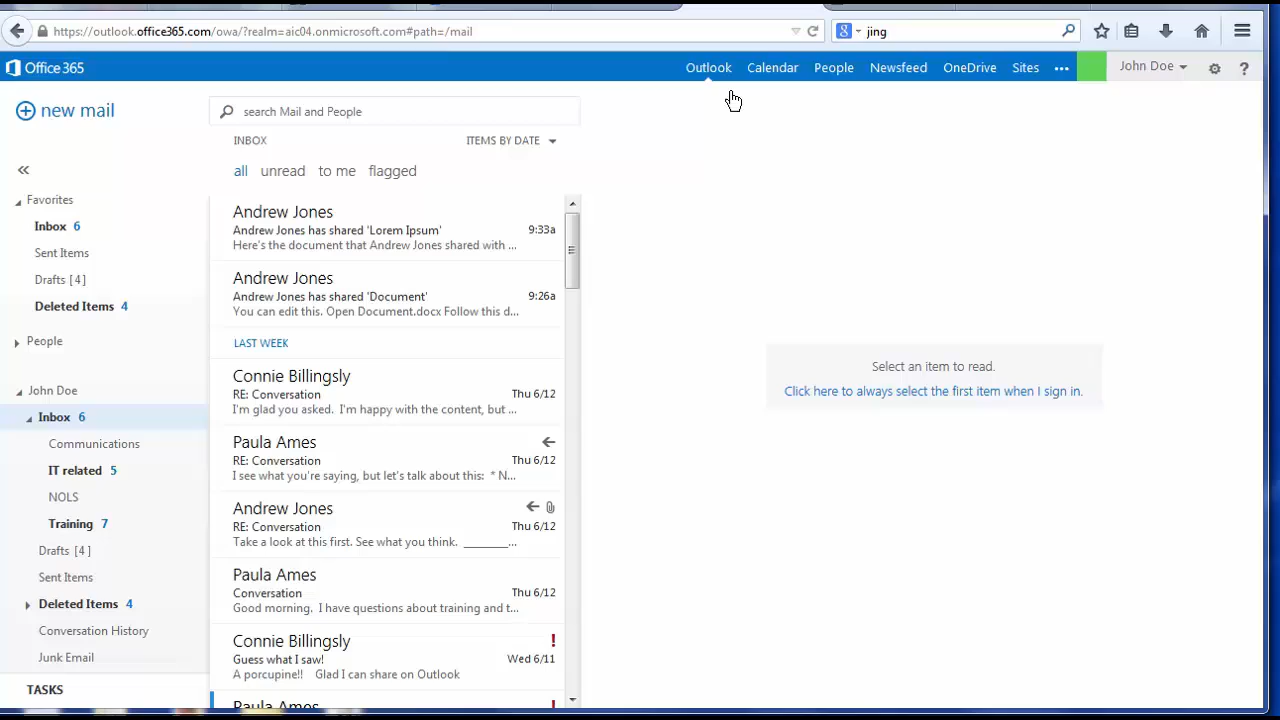 https://outlook.office365.com/owa/?realm=aic04.onmicrosoft.com#path=/mail
jing
Office 365
Outlook Calendar People Newsfeed OneDrive Sites ••• John Doe ?
new mail
search Mail and People
INBOX ITEMS BY DATE
all unread to me flagged
Favorites
Inbox 6
Sent Items
Drafts [4]
Deleted Items 4
People
John Doe
Inbox 6
Communications
IT related 5
NOLS
Training 7
Drafts [4]
Sent Items
Deleted Items 4
Conversation History
Junk Email
TASKS
Andrew Jones
Andrew Jones has shared 'Lorem Ipsum' 9:33a
Here's the document that Andrew Jones shared with ...
Andrew Jones
Andrew Jones has shared 'Document' 9:26a
You can edit this. Open Document.docx Follow this d...
LAST WEEK
Connie Billingsly
RE: Conversation Thu 6/12
I'm glad you asked. I'm happy with the content, but ...
Paula Ames
RE: Conversation Thu 6/12
I see what you're saying, but let's talk about this: * N...
Andrew Jones
RE: Conversation Thu 6/12
Take a look at this first. See what you think. ________...
Paula Ames
Conversation Thu 6/12
Good morning. I have questions about training and t...
Connie Billingsly !
Guess what I saw! Wed 6/11
A porcupine!! Glad I can share on Outlook
Paula Ames !
Select an item to read.
Click here to always select the first item when I sign in.